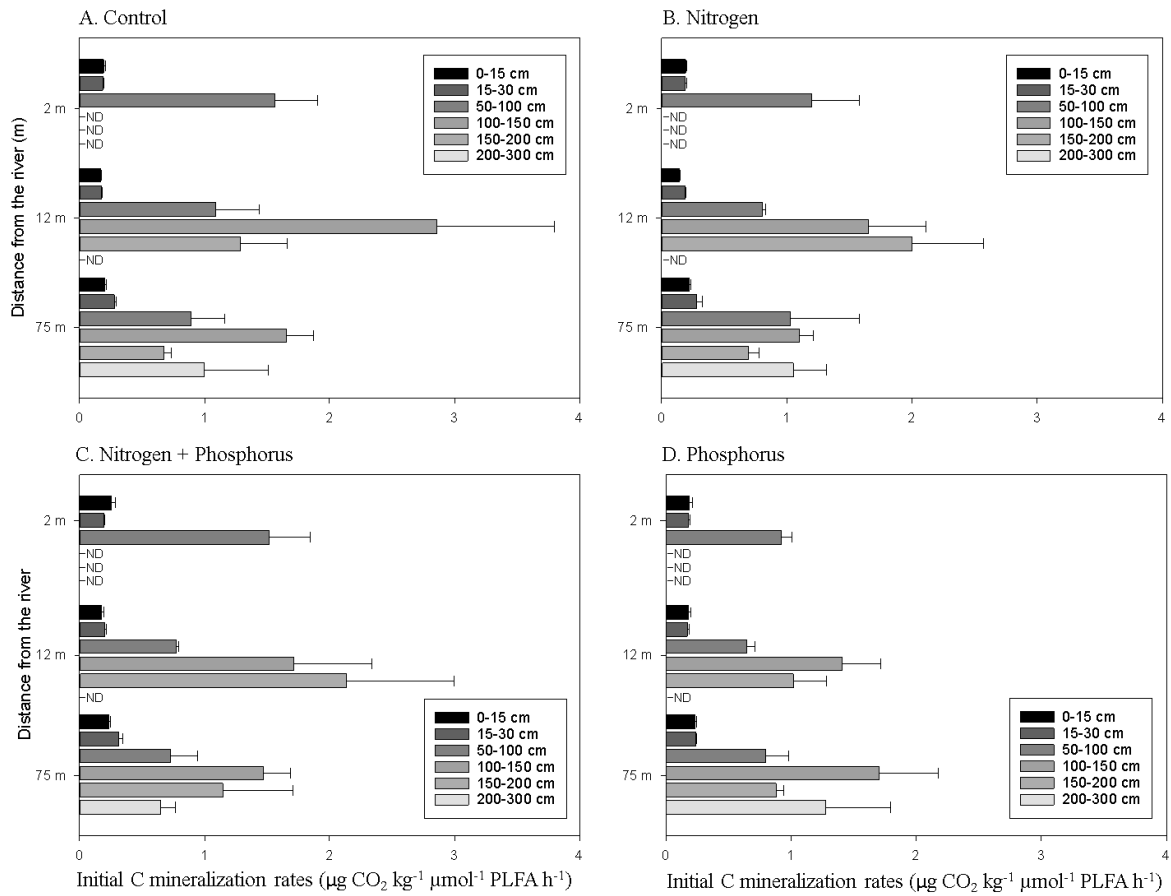 A. Control
B. Nitrogen
0-15 cm
15-30 cm
50-100 cm
100-150 cm
150-200 cm
200-300 cm
0-15 cm
15-30 cm
50-100 cm
100-150 cm
150-200 cm
200-300 cm
Distance from the river (m)
2 m
ND
ND
ND
12 m
ND
75 m
0 1 2 3 4
2 m
ND
ND
ND
12 m
ND
75 m
0 1 2 3 4
C. Nitrogen + Phosphorus
D. Phosphorus
Distance from the river
2 m
ND
ND
ND
12 m
ND
75 m
0-15 cm
15-30 cm
50-100 cm
100-150 cm
150-200 cm
200-300 cm
0 1 2 3 4
2 m
ND
ND
ND
12 m
ND
75 m
0-15 cm
15-30 cm
50-100 cm
100-150 cm
150-200 cm
200-300 cm
0 1 2 3 4
Initial C mineralization rates (μg CO₂ kg⁻¹ μmol⁻¹ PLFA h⁻¹)
Initial C mineralization rates (μg CO₂ kg⁻¹ μmol⁻¹ PLFA h⁻¹)